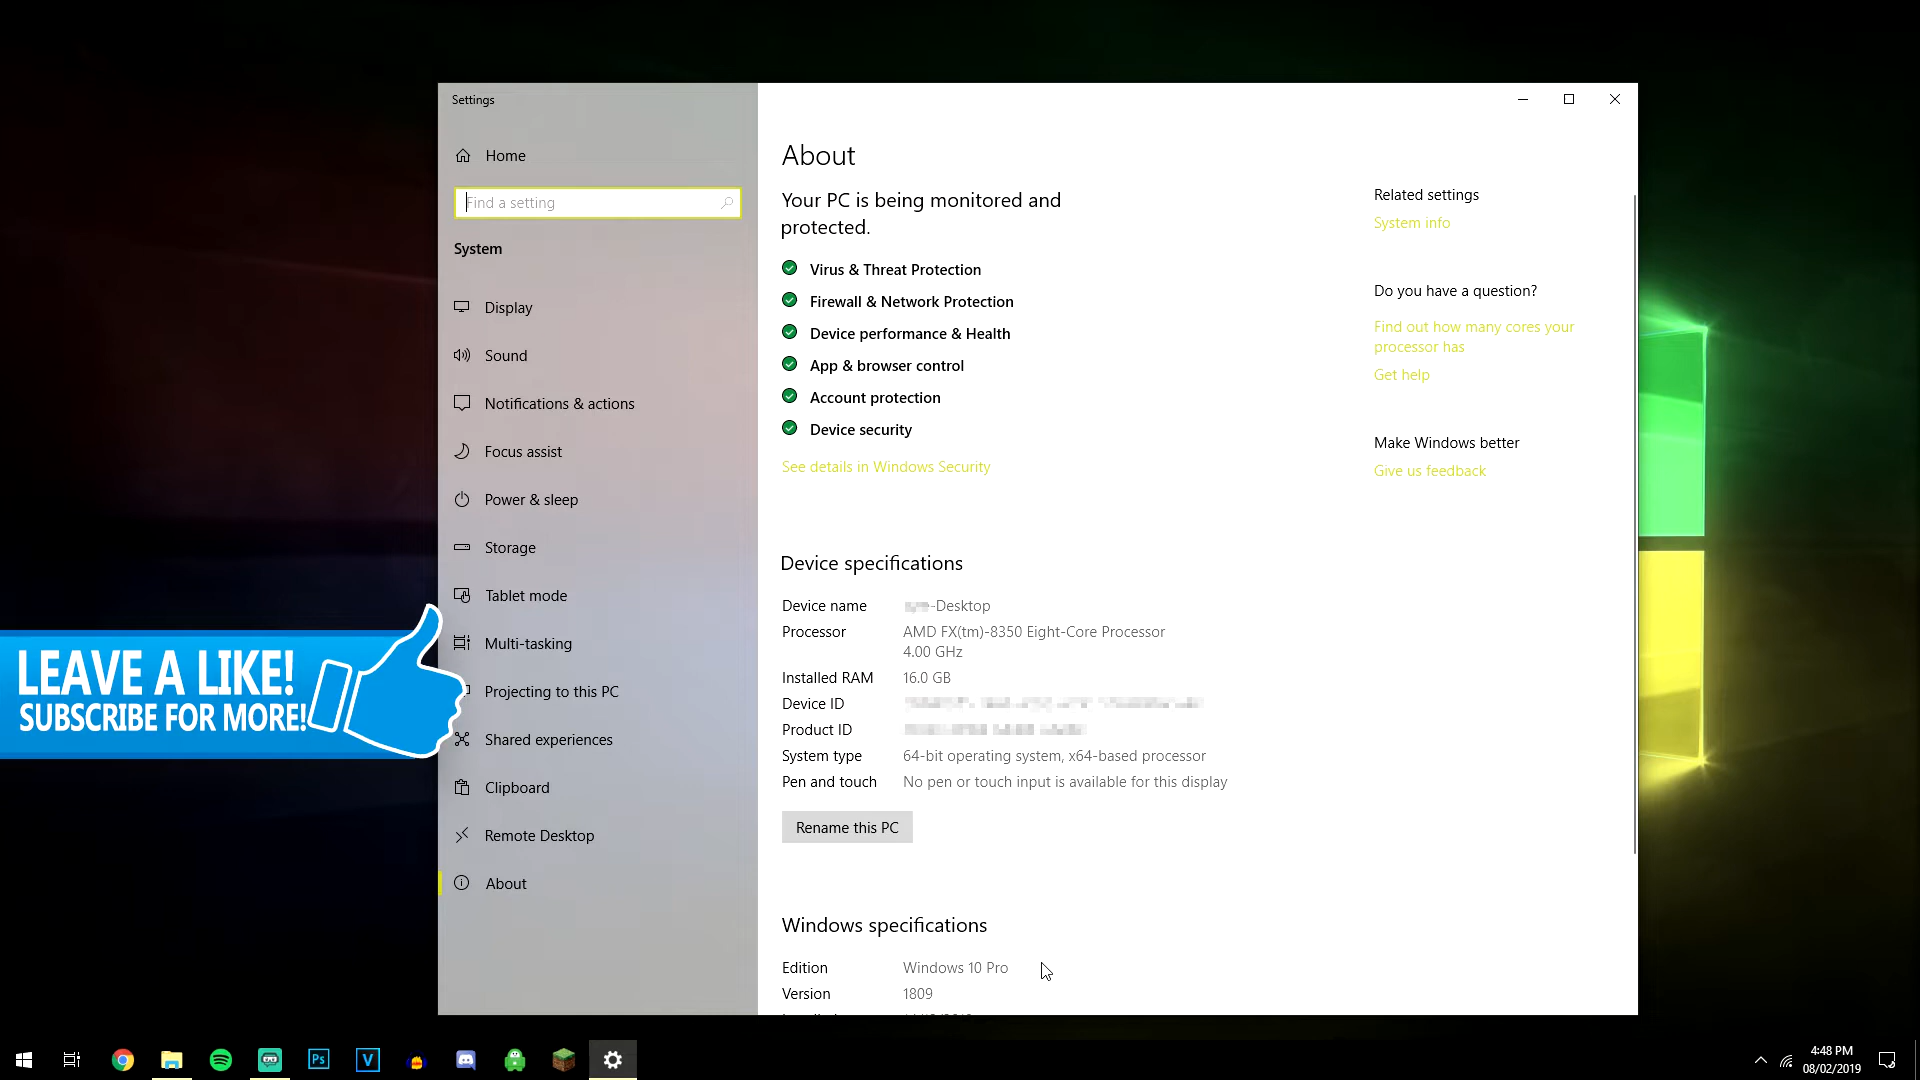 Settings
Home
Find a setting
System
Display
Sound
Notifications & actions
Focus assist
Power & sleep
Storage
Tablet mode
Multi-tasking
Projecting to this PC
Shared experiences
Clipboard
Remote Desktop
About
LEAVE A LIKE!
SUBSCRIBE FOR MORE!
About
Your PC is being monitored and
protected.
Virus & Threat Protection
Firewall & Network Protection
Device performance & Health
App & browser control
Account protection
Device security
See details in Windows Security
Device specifications
Device name -Desktop
Processor AMD FX(tm)-8350 Eight-Core Processor
4.00 GHz
Installed RAM 16.0 GB
Device ID
Product ID
System type 64-bit operating system, x64-based processor
Pen and touch No pen or touch input is available for this display
Rename this PC
Windows specifications
Edition Windows 10 Pro
Version 1809
Related settings
System info
Do you have a question?
Find out how many cores your
processor has
Get help
Make Windows better
Give us feedback
Ps
V
4:48 PM
08/02/2019